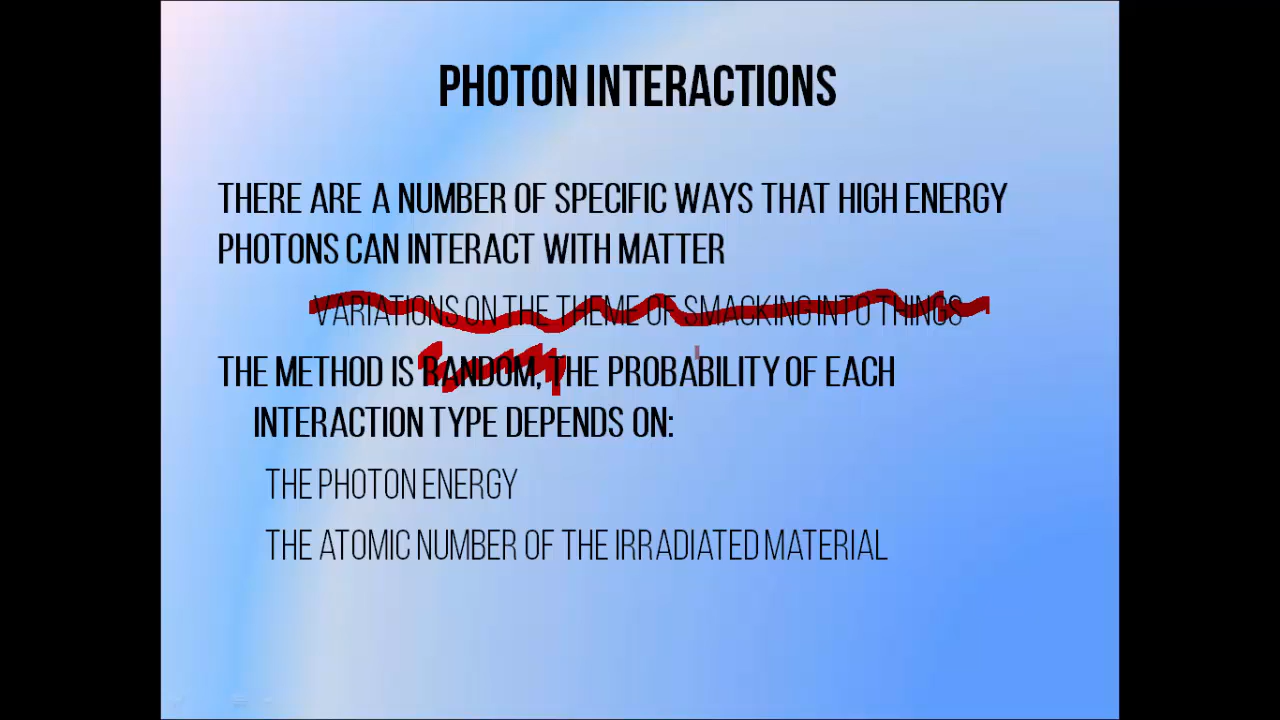 PHOTON INTERACTIONS
THERE ARE A NUMBER OF SPECIFIC WAYS THAT HIGH ENERGY
PHOTONS CAN INTERACT WITH MATTER
VARIATIONS ON THE THEME OF SMACKING INTO THINGS
THE METHOD IS RANDOM, THE PROBABILITY OF EACH
INTERACTION TYPE DEPENDS ON:
THE PHOTON ENERGY
THE ATOMIC NUMBER OF THE IRRADIATED MATERIAL